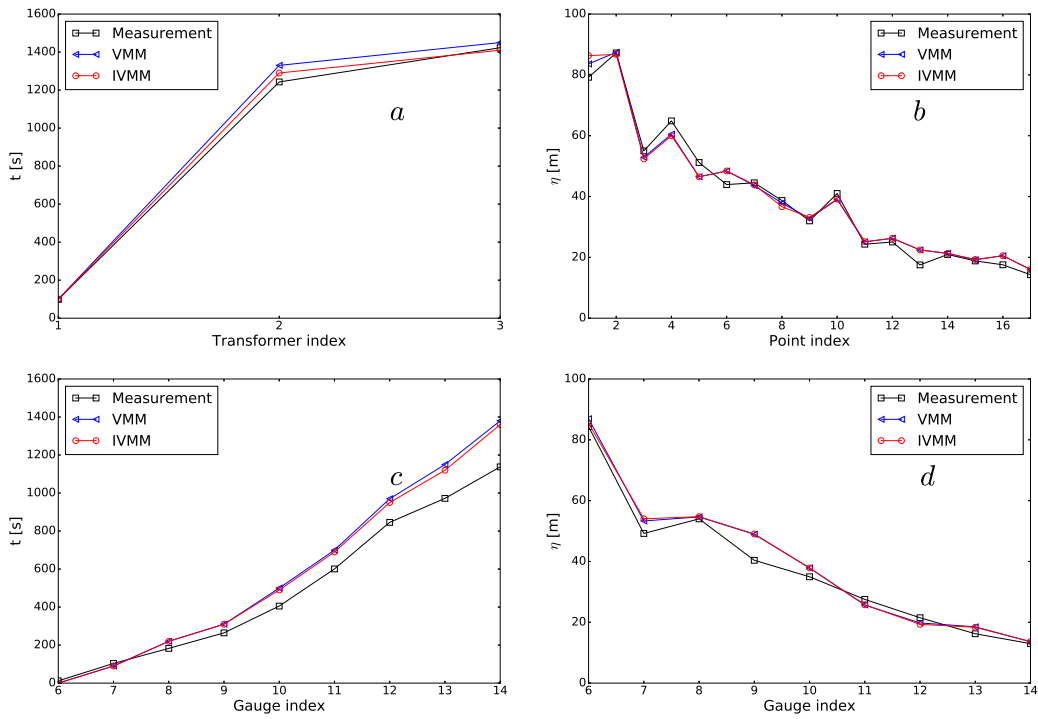 1600
1400
1200
1000
800
600
400
200
0
t [s]
1
2
3
Transformer index
Measurement
VMM
IVMM
a
100
80
60
40
20
0
η [m]
2
4
6
8
10
12
14
16
Point index
Measurement
VMM
IVMM
b
1600
1400
1200
1000
800
600
400
200
0
t [s]
6
7
8
9
10
11
12
13
14
Gauge index
Measurement
VMM
IVMM
c
100
80
60
40
20
0
η [m]
6
7
8
9
10
11
12
13
14
Gauge index
Measurement
VMM
IVMM
d